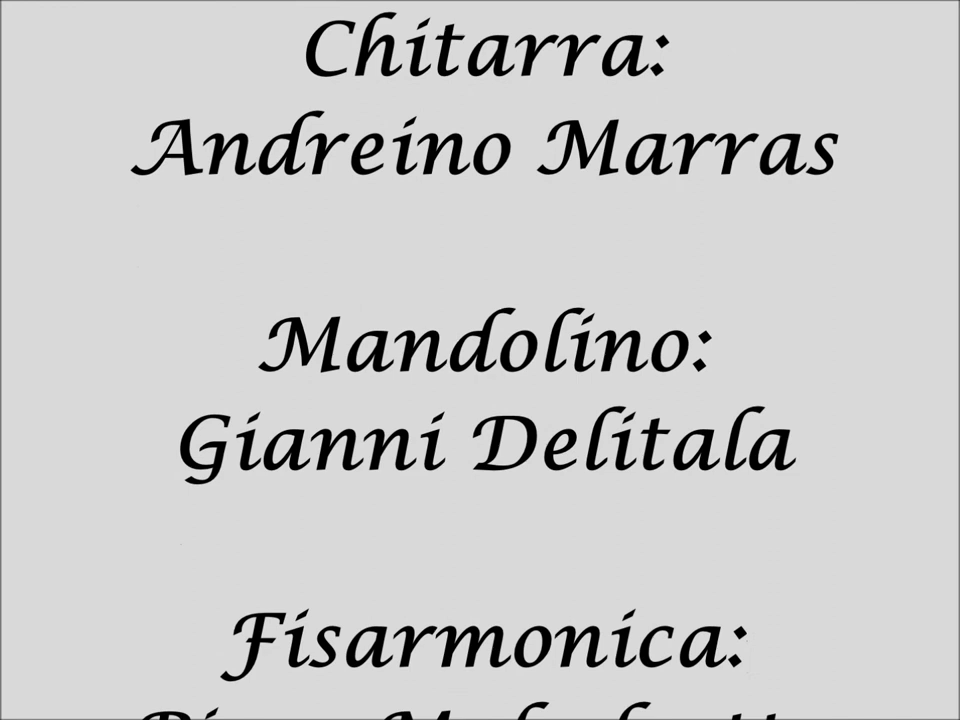 Chitarra:
Andreino Marras
Mandolino:
Gianni Delitala
Fisarmonica: